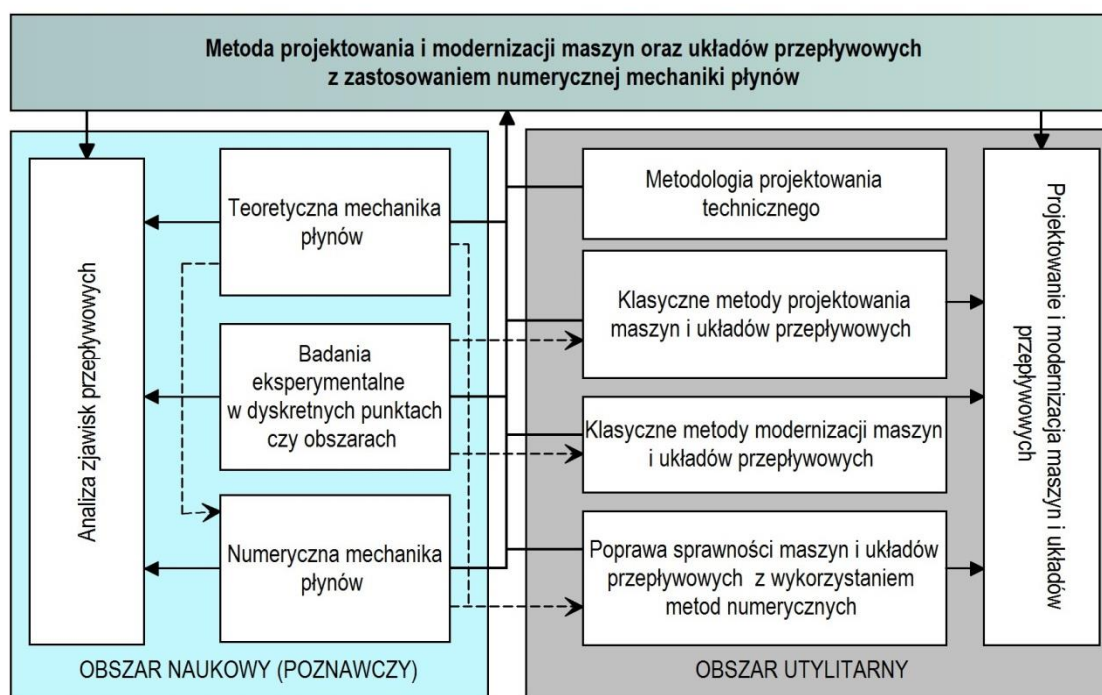 Metoda projektowania i modernizacji maszyn oraz układów przepływowych
z zastosowaniem numerycznej mechaniki płynów
Analiza zjawisk przepływowych
Teoretyczna mechanika
płynów
Badania
eksperymentalne
w dyskretnych punktach
czy obszarach
Numeryczna mechanika
płynów
OBSZAR NAUKOWY (POZNAWCZY)
Metodologia projektowania
technicznego
Klasyczne metody projektowania
maszyn i układów przepływowych
Klasyczne metody modernizacji maszyn
i układów przepływowych
Poprawa sprawności maszyn i układów
przepływowych z wykorzystaniem
metod numerycznych
Projektowanie i modernizacja maszyn i układów
przepływowych
OBSZAR UTYLITARNY